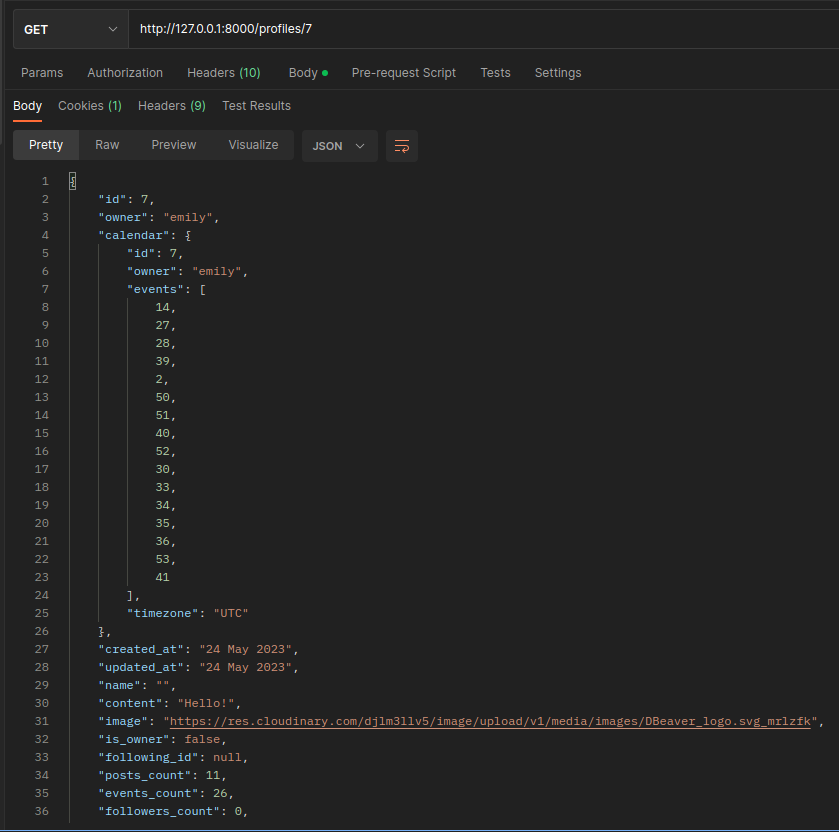 GET http://127.0.0.1:8000/profiles/7
Params Authorization Headers (10) Body Pre-request Script Tests Settings
Body Cookies (1) Headers (9) Test Results
Pretty Raw Preview Visualize JSON
1 {
2 "id": 7,
3 "owner": "emily",
4 "calendar": {
5 "id": 7,
6 "owner": "emily",
7 "events": [
8 14,
9 27,
10 28,
11 39,
12 2,
13 50,
14 51,
15 40,
16 52,
17 30,
18 33,
19 34,
20 35,
21 36,
22 53,
23 41
24 ],
25 "timezone": "UTC"
26 },
27 "created_at": "24 May 2023",
28 "updated_at": "24 May 2023",
29 "name": "",
30 "content": "Hello!",
31 "image": "https://res.cloudinary.com/djlm3llv5/image/upload/v1/media/images/DBeaver_logo.svg_mrlzfk",
32 "is_owner": false,
33 "following_id": null,
34 "posts_count": 11,
35 "events_count": 26,
36 "followers_count": 0,